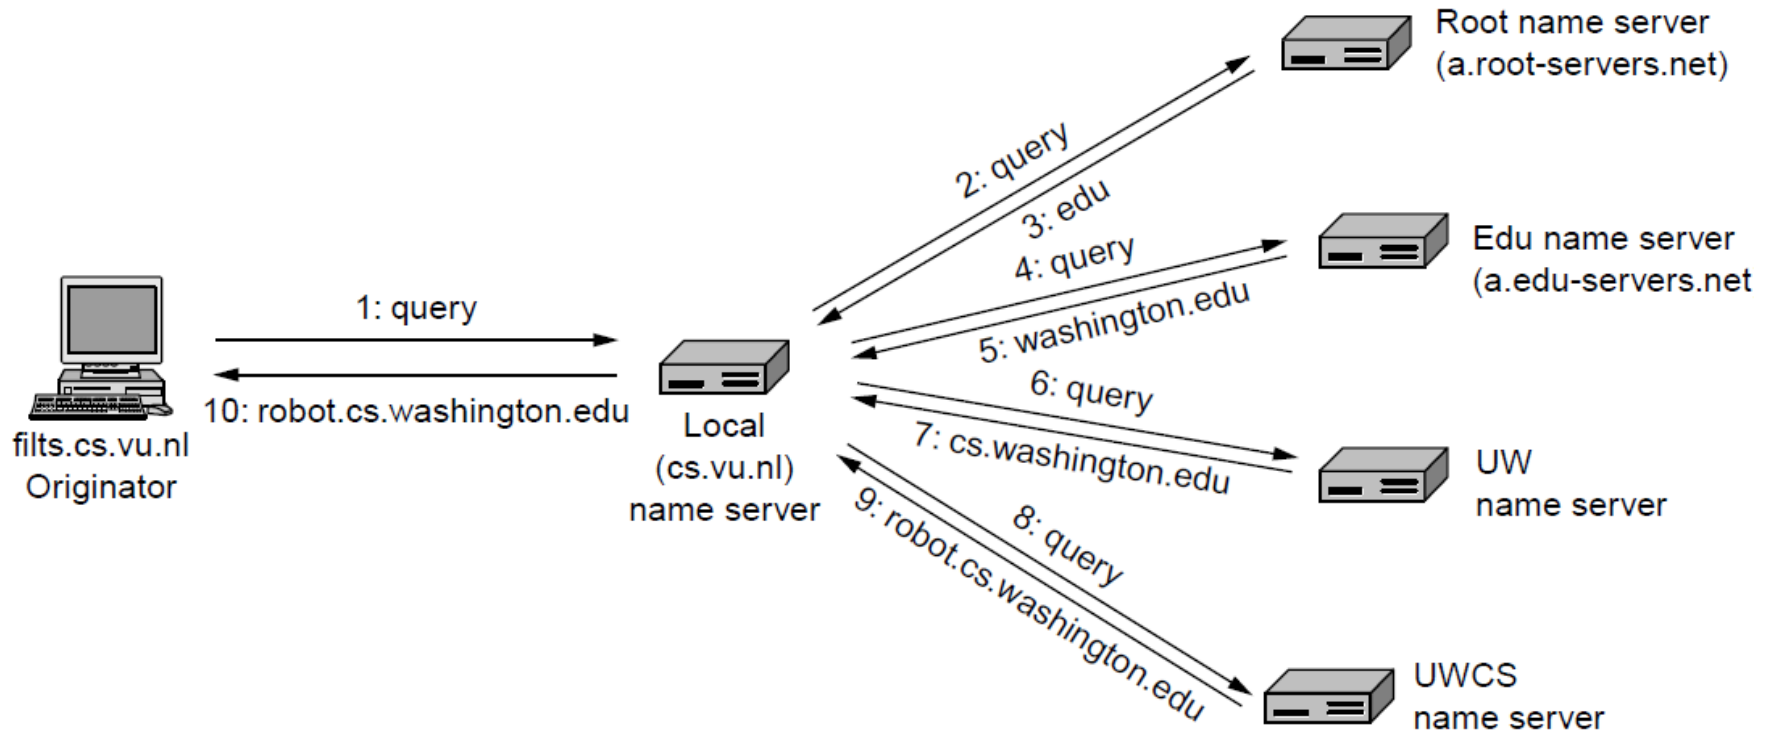 Root name server
(a.root-servers.net)
2: query
3: edu
Edu name server
(a.edu-servers.net
4: query
5: washington.edu
1: query
10: robot.cs.washington.edu
filts.cs.vu.nl
Originator
Local
(cs.vu.nl)
name server
6: query
7: cs.washington.edu
UW
name server
8: query
9: robot.cs.washington.edu
UWCS
name server